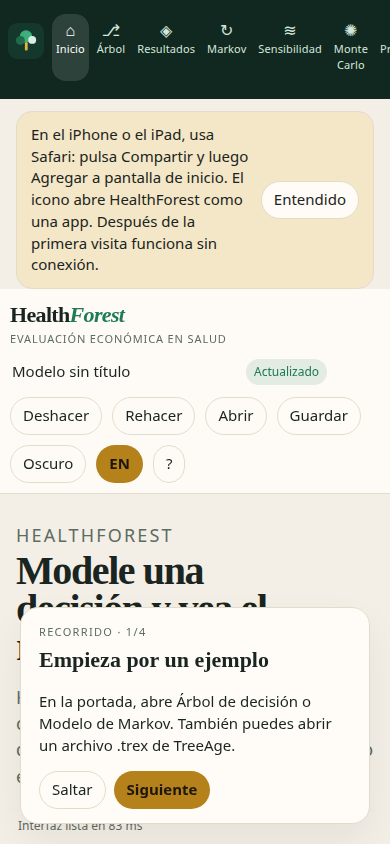 Inicio
Árbol
Resultados
Markov
Sensibilidad
Monte
Carlo
En el iPhone o el iPad, usa
Safari: pulsa Compartir y luego
Agregar a pantalla de inicio. El
icono abre HealthForest como
una app. Después de la
primera visita funciona sin
conexión.
Entendido
HealthForest
EVALUACIÓN ECONÓMICA EN SALUD
Modelo sin título
Actualizado
Deshacer
Rehacer
Abrir
Guardar
Oscuro
EN
?
HEALTHFOREST
Modele una
decisión y vea el
RECORRIDO · 1/4
Empieza por un ejemplo
En la portada, abre Árbol de decisión o
Modelo de Markov. También puedes abrir
un archivo .trex de TreeAge.
Saltar
Siguiente
Interfaz lista en 83 ms